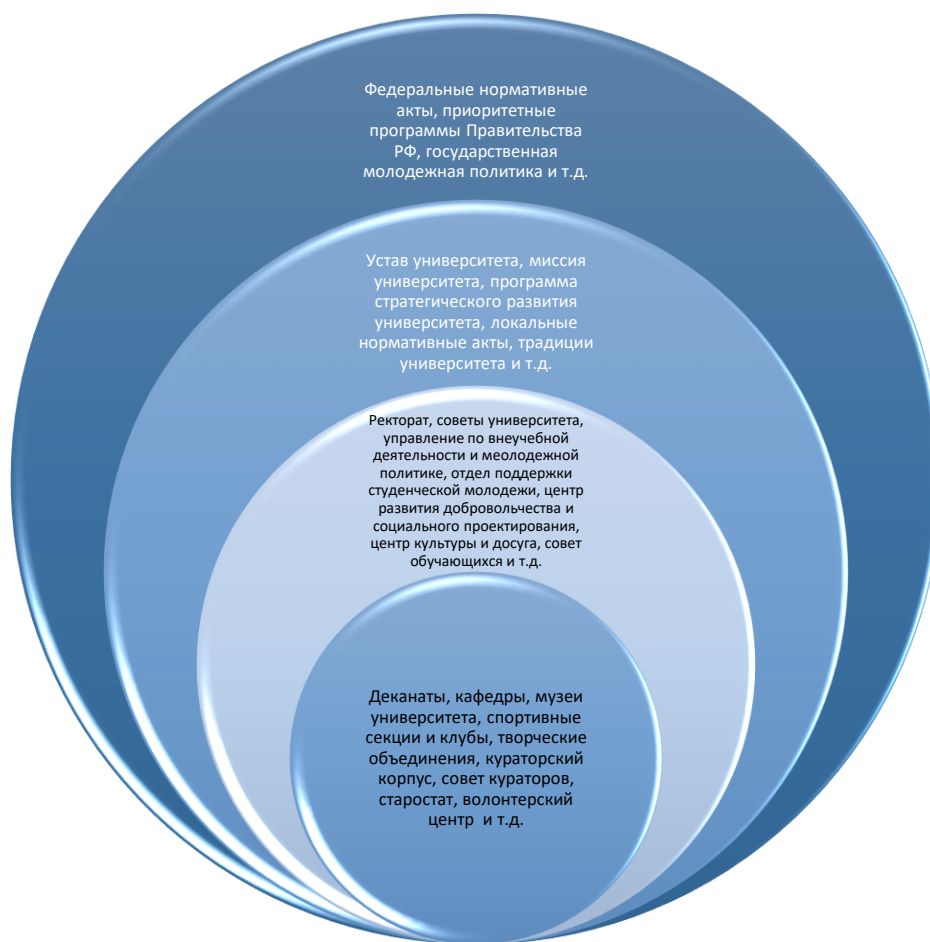 Федеральные нормативные
акты, приоритетные
программы Правительства
РФ, государственная
молодежная политика и т.д.
Устав университета, миссия
университета, программа
стратегического развития
университета, локальные
нормативные акты, традиции
университета и т.д.
Ректорат, советы университета,
управление по внеучебной
деятельности и меолодежной
политике, отдел поддержки
студенческой молодежи, центр
развития добровольчества и
социального проектирования,
центр культуры и досуга, совет
обучающихся и т.д.
Деканаты, кафедры, музеи
университета, спортивные
секции и клубы, творческие
объединения, кураторский
корпус, совет кураторов,
старостат, волонтерский
центр и т.д.